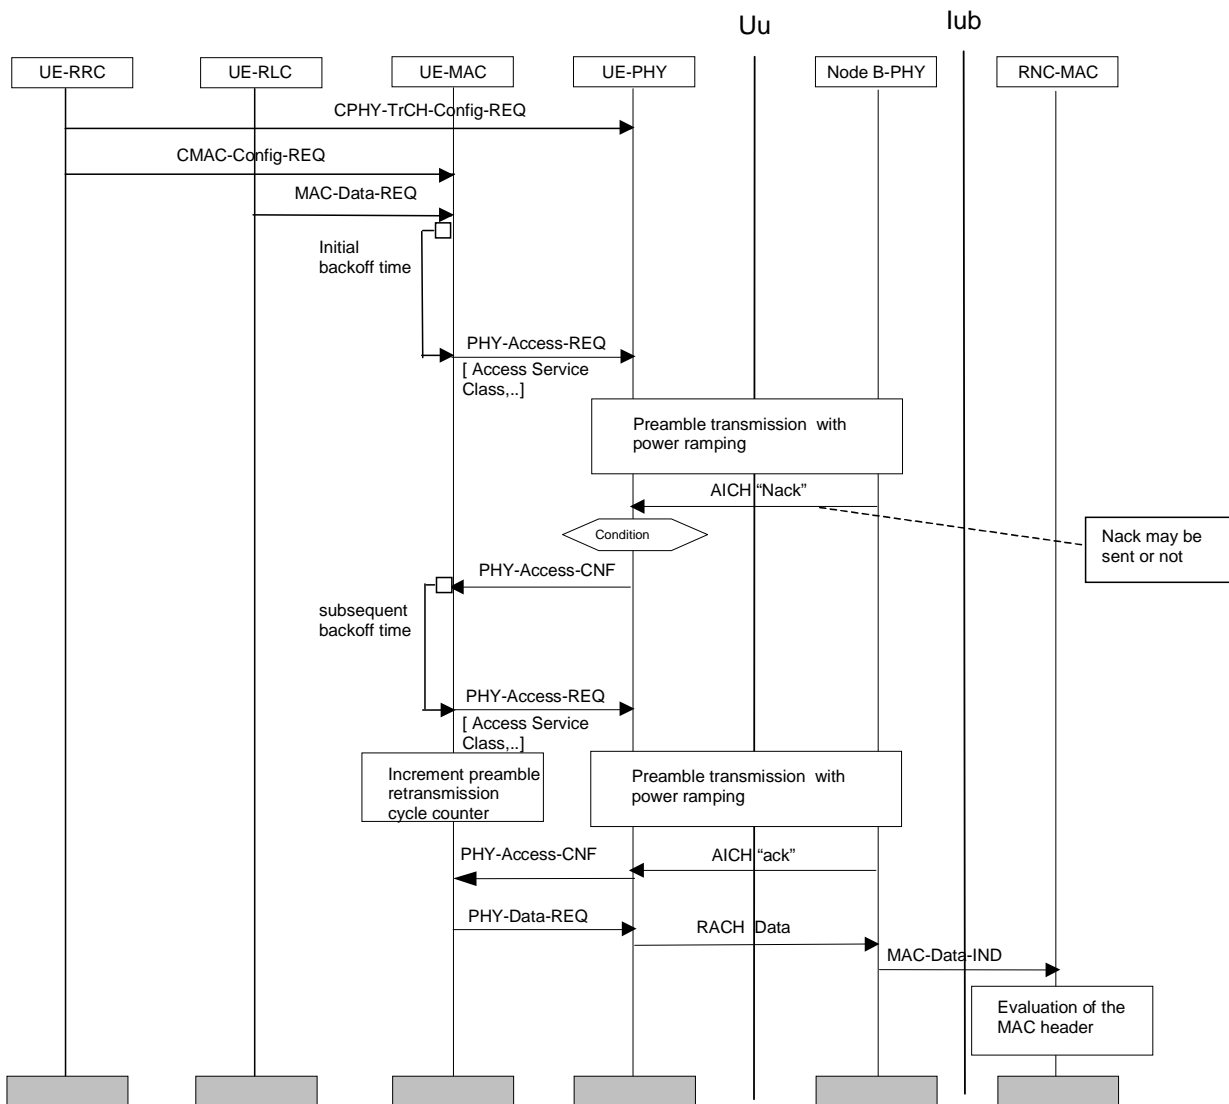 Uu
Iub
UE-RRC
UE-RLC
UE-MAC
UE-PHY
Node B-PHY
RNC-MAC
CPHY-TrCH-Config-REQ
CMAC-Config-REQ
MAC-Data-REQ
Initial
backoff time
PHY-Access-REQ
[ Access Service
Class,..]
Preamble transmission with
power ramping
AICH “Nack”
Condition
Nack may be
sent or not
PHY-Access-CNF
subsequent
backoff time
PHY-Access-REQ
[ Access Service
Class,..]
Increment preamble
retransmission
cycle counter
Preamble transmission with
power ramping
PHY-Access-CNF
AICH “ack”
PHY-Data-REQ
RACH Data
MAC-Data-IND
Evaluation of the
MAC header